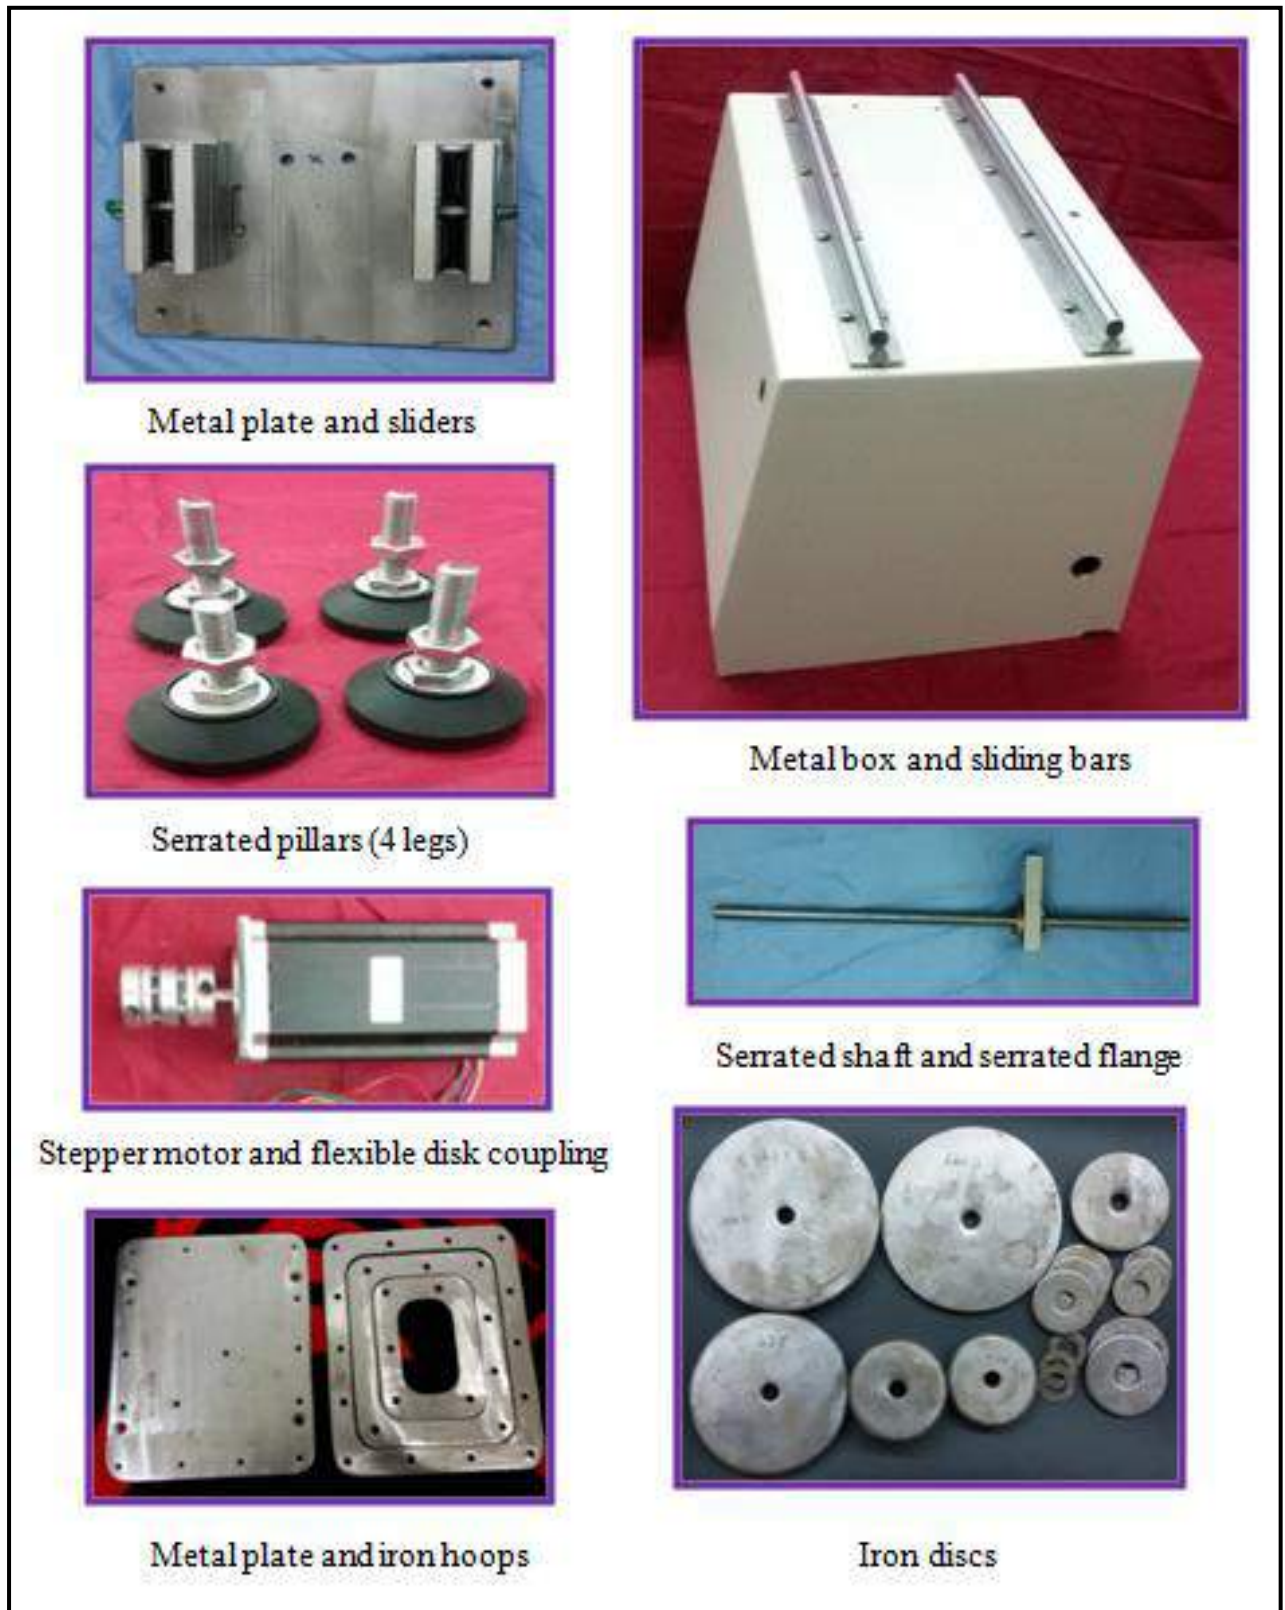 Metal plate and sliders
Metal box and sliding bars
Serrated pillars (4 legs)
Serrated shaft and serrated flange
Stepper motor and flexible disk coupling
Metal plate and iron hoops
Iron discs